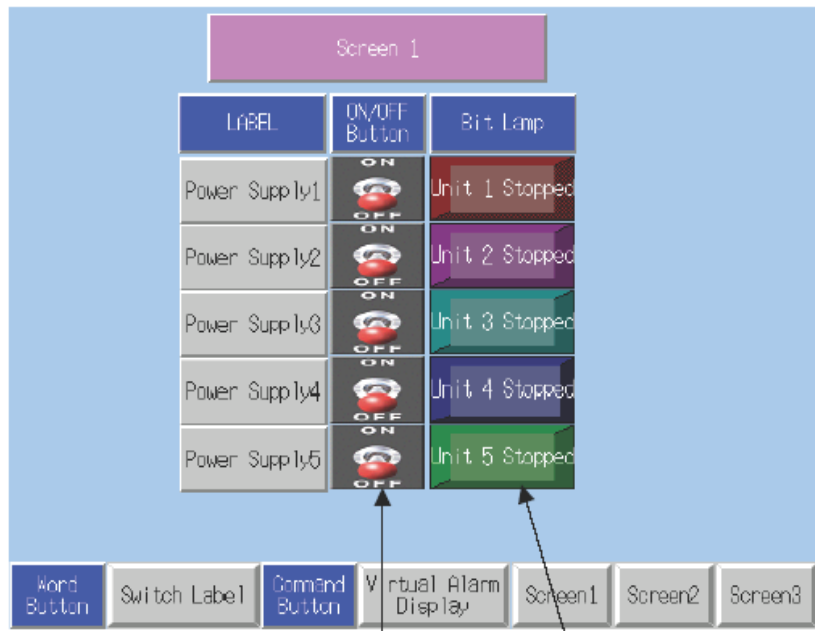 Screen 1
LABEL
ON/OFF
Button
Bit Lamp
Power Supply1
ON
OFF
Unit 1 Stopped
Power Supply2
ON
OFF
Unit 2 Stopped
Power Supply3
ON
OFF
Unit 3 Stopped
Power Supply4
ON
OFF
Unit 4 Stopped
Power Supply5
ON
OFF
Unit 5 Stopped
Word
Button
Switch Label
Command
Button
Virtual Alarm
Display
Screen1
Screen2
Screen3